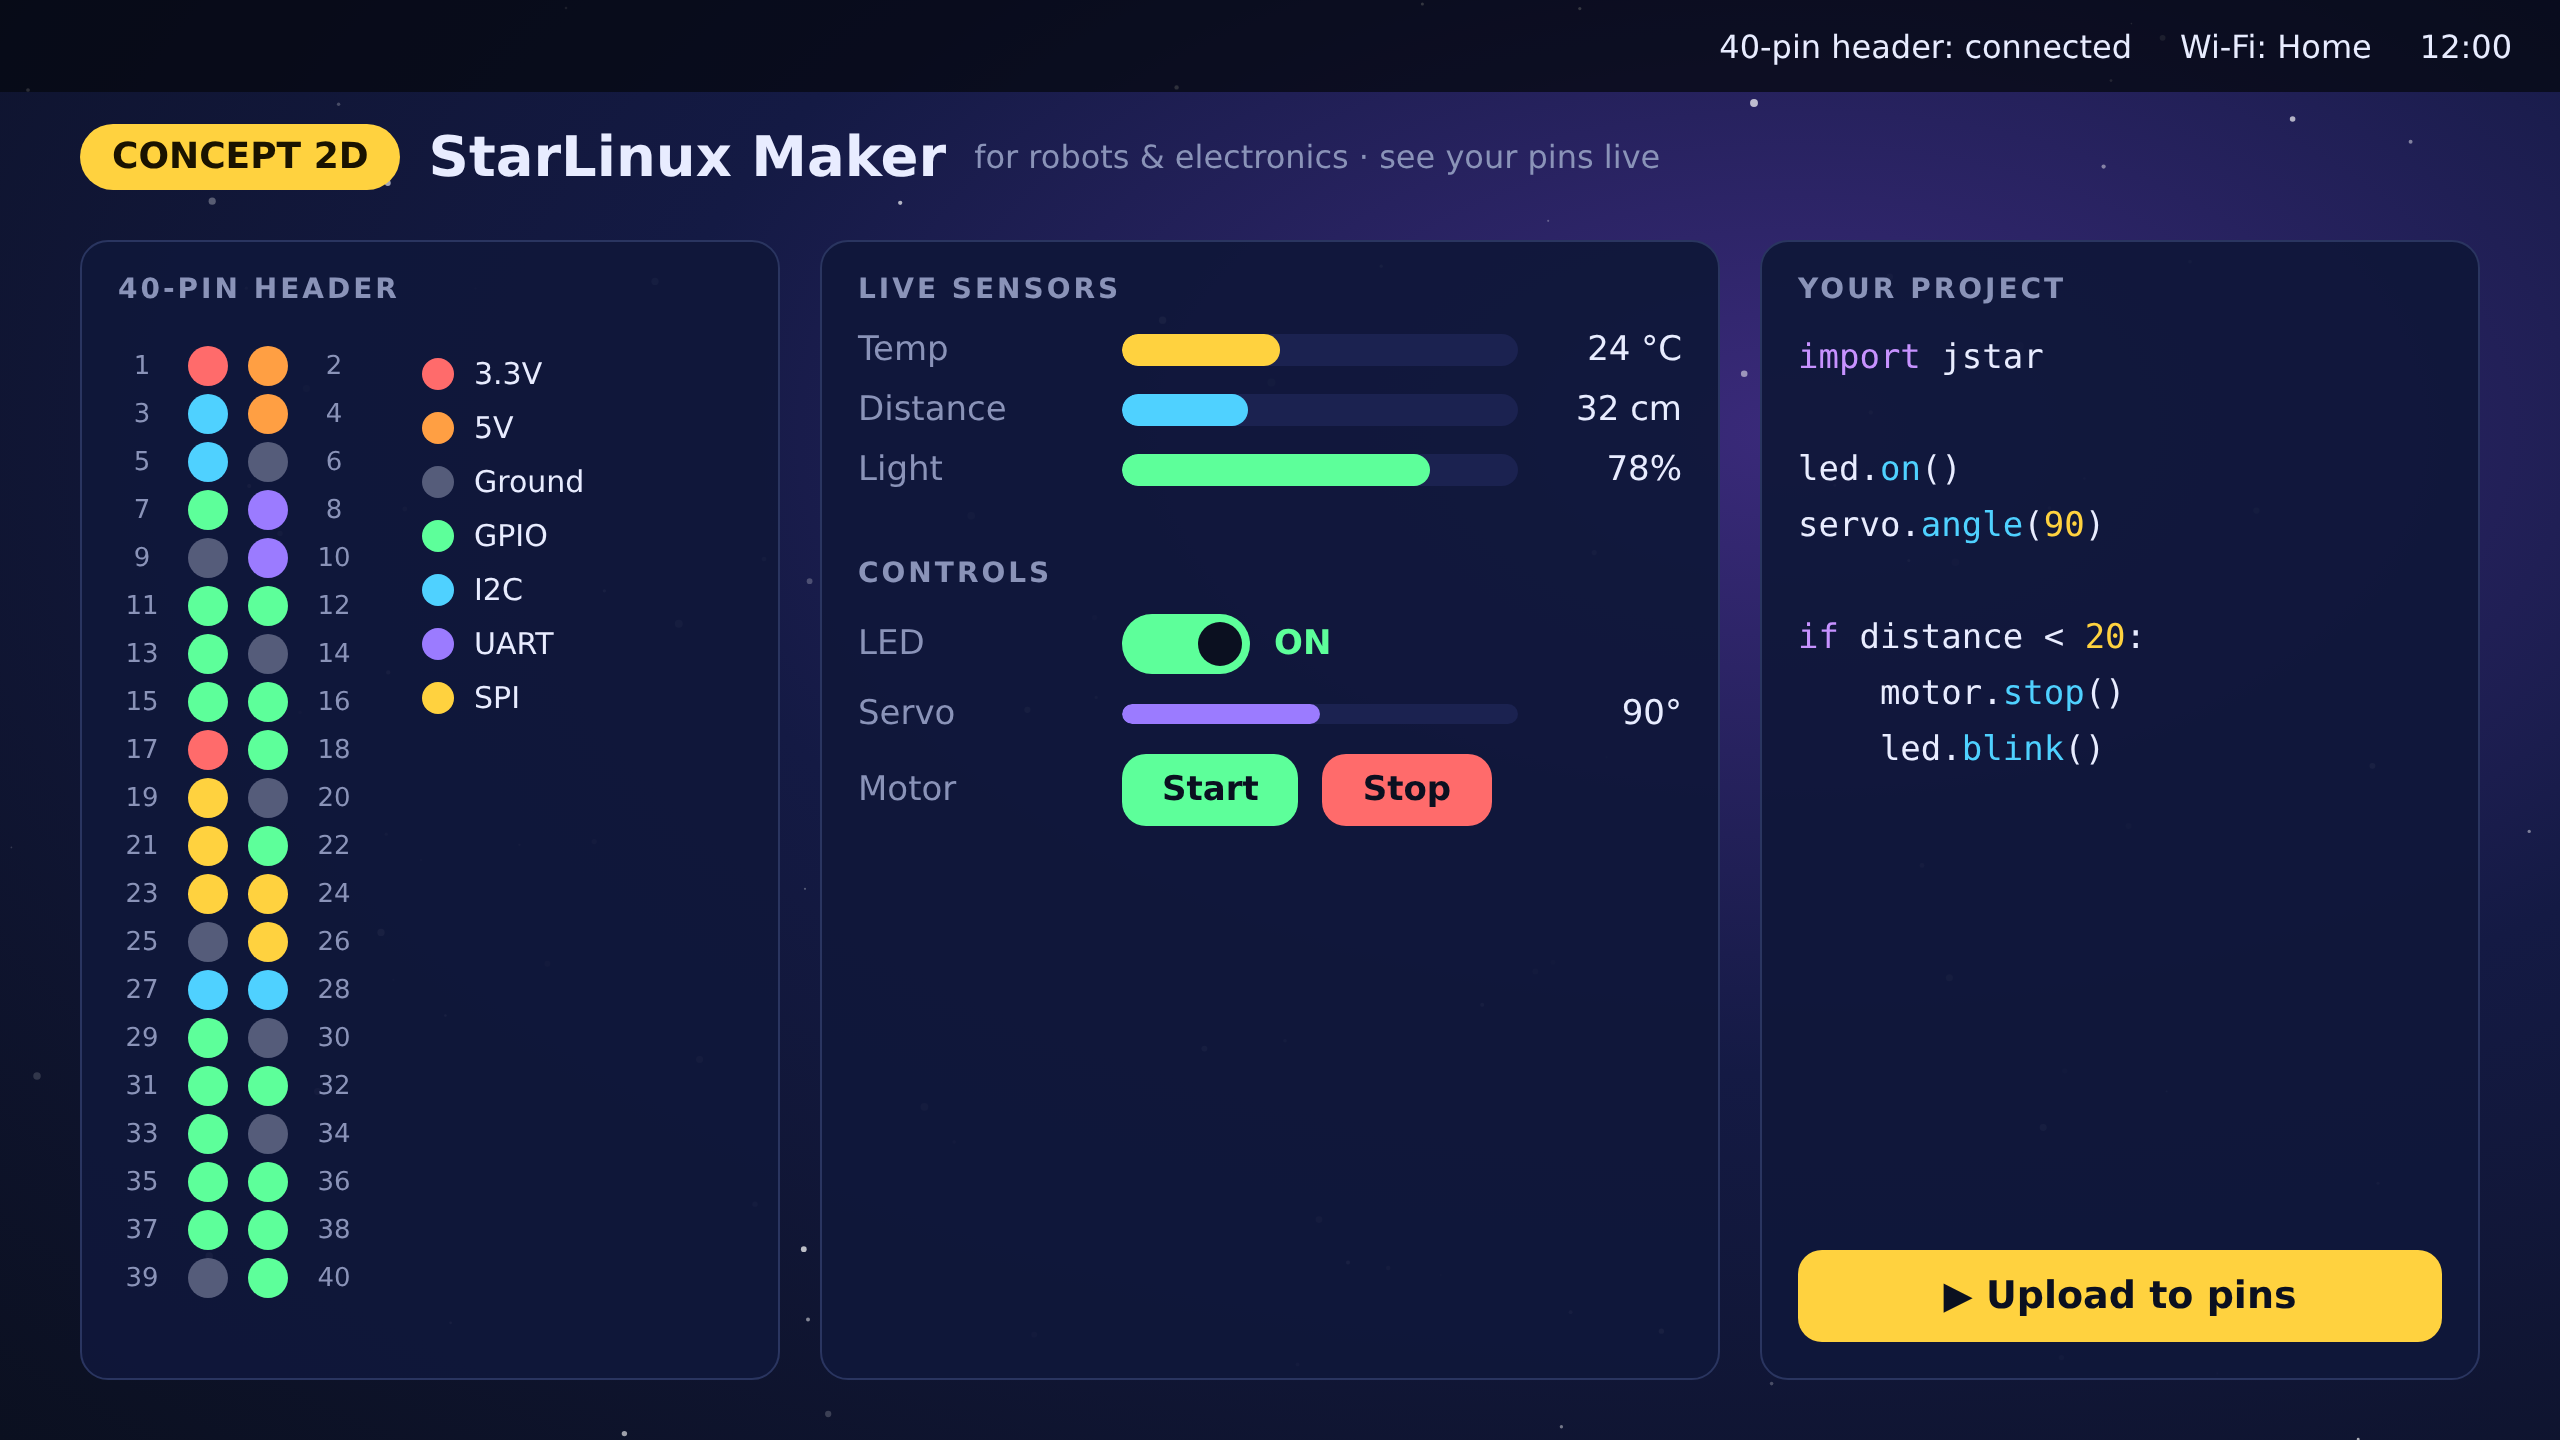 40-pin header: connected Wi-Fi: Home 12:00
CONCEPT 2D StarLinux Maker for robots & electronics · see your pins live
40-PIN HEADER
1 2
3 4
5 6
7 8
9 10
11 12
13 14
15 16
17 18
19 20
21 22
23 24
25 26
27 28
29 30
31 32
33 34
35 36
37 38
39 40
3.3V
5V
Ground
GPIO
I2C
UART
SPI
LIVE SENSORS
Temp 24 °C
Distance 32 cm
Light 78%
CONTROLS
LED ON
Servo 90°
Motor Start Stop
YOUR PROJECT
import jstar
led.on()
servo.angle(90)
if distance < 20:
    motor.stop()
    led.blink()
▶ Upload to pins